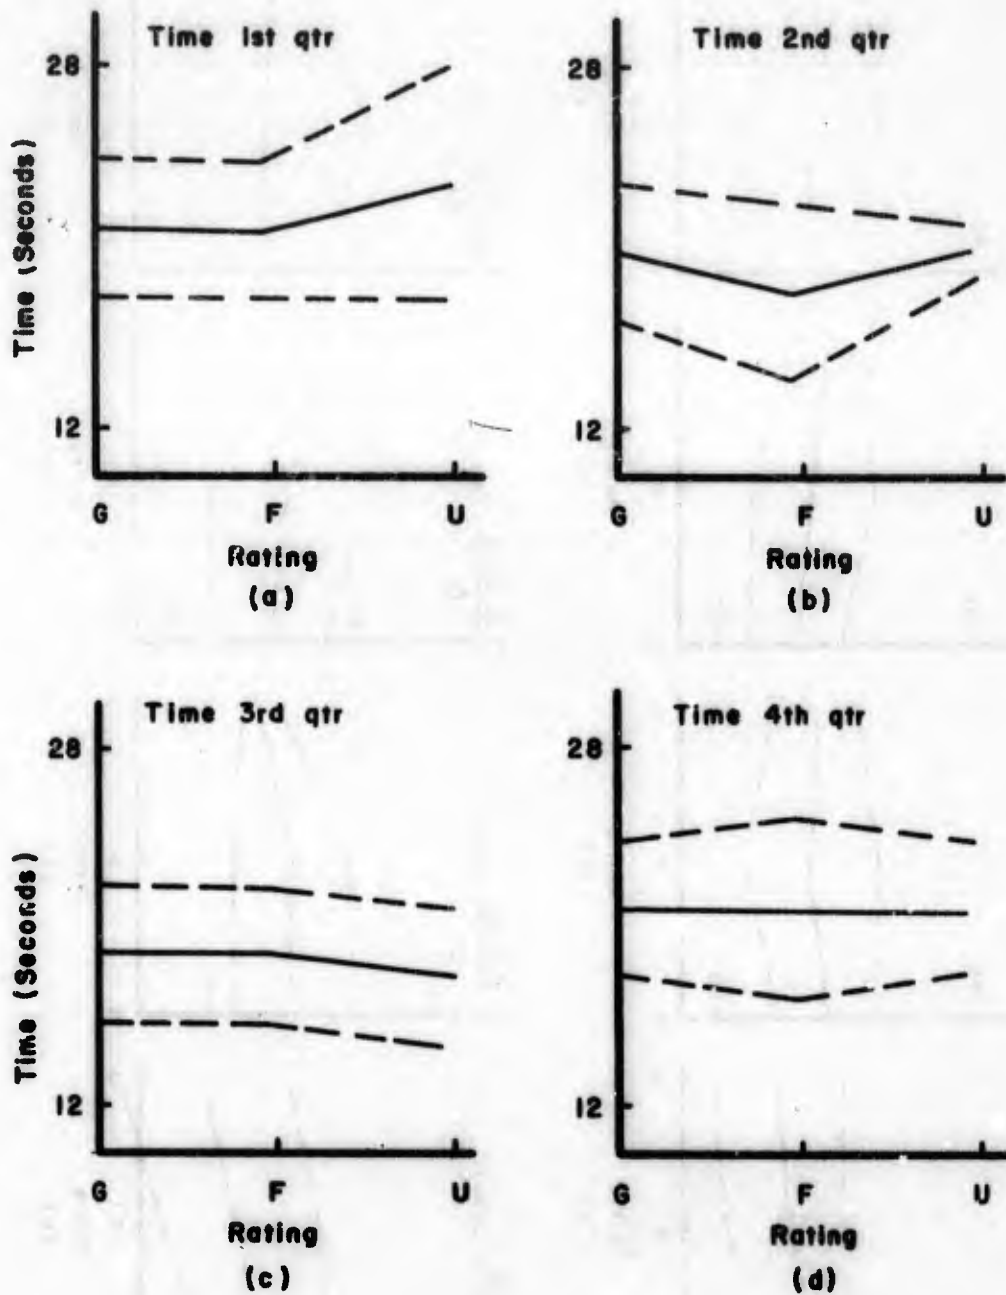 Time 1st qtr
28
Time (Seconds)
12
G F U
Rating
(a)
Time 2nd qtr
28
12
G F U
Rating
(b)
Time 3rd qtr
28
Time (Seconds)
12
G F U
Rating
(c)
Time 4th qtr
28
12
G F U
Rating
(d)